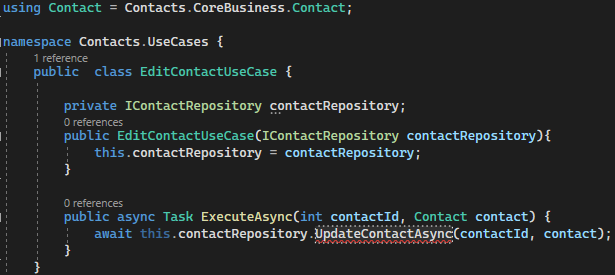 using Contact = Contacts.CoreBusiness.Contact;
namespace Contacts.UseCases {
1 reference
public class EditContactUseCase {
private IContactRepository contactRepository;
0 references
public EditContactUseCase(IContactRepository contactRepository){
this.contactRepository = contactRepository;
}
0 references
public async Task ExecuteAsync(int contactId, Contact contact) {
await this.contactRepository.UpdateContactAsync(contactId, contact);
}
}